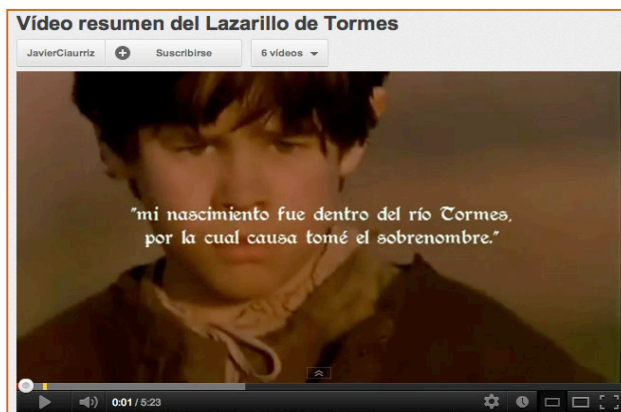 Vídeo resumen del Lazarillo de Tormes
JavierCiaurriz Suscribirse 6 vídeos
"mi nascimiento fue dentro del río Tormes,
por la cual causa tomé el sobrenombre."
0:01 / 5:23